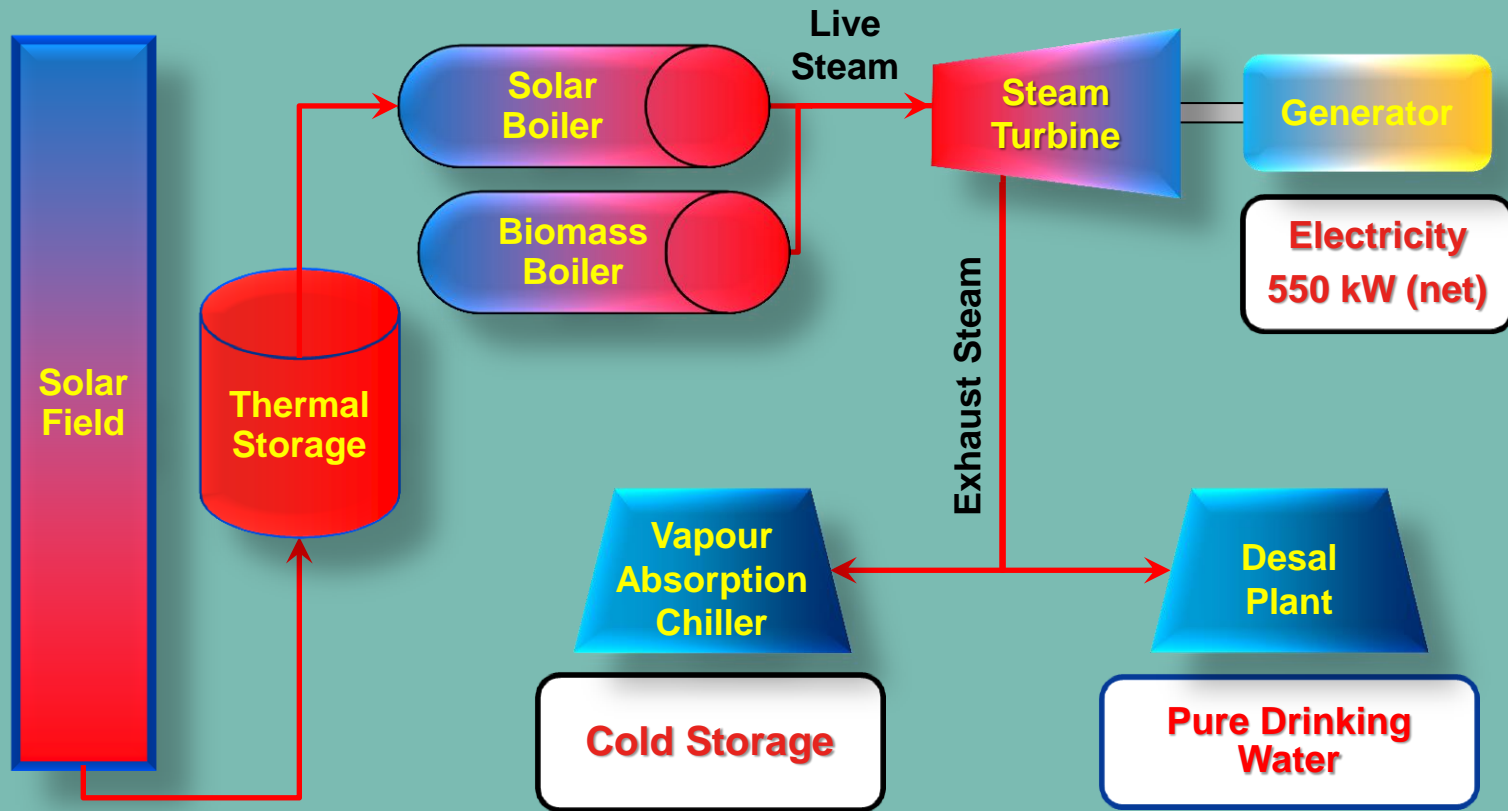 Live
Steam
Solar
Boiler
Steam
Turbine
Generator
Biomass
Boiler
Electricity
550 kW (net)
Solar
Field
Thermal
Storage
Exhaust Steam
Vapour
Absorption
Chiller
Desal
Plant
Cold Storage
Pure Drinking
Water